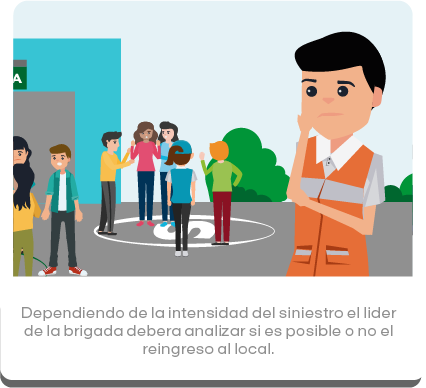 A
Dependiendo de la intensidad del siniestro el lider
de la brigada debera analizar si es posible o no el
reingreso al local.